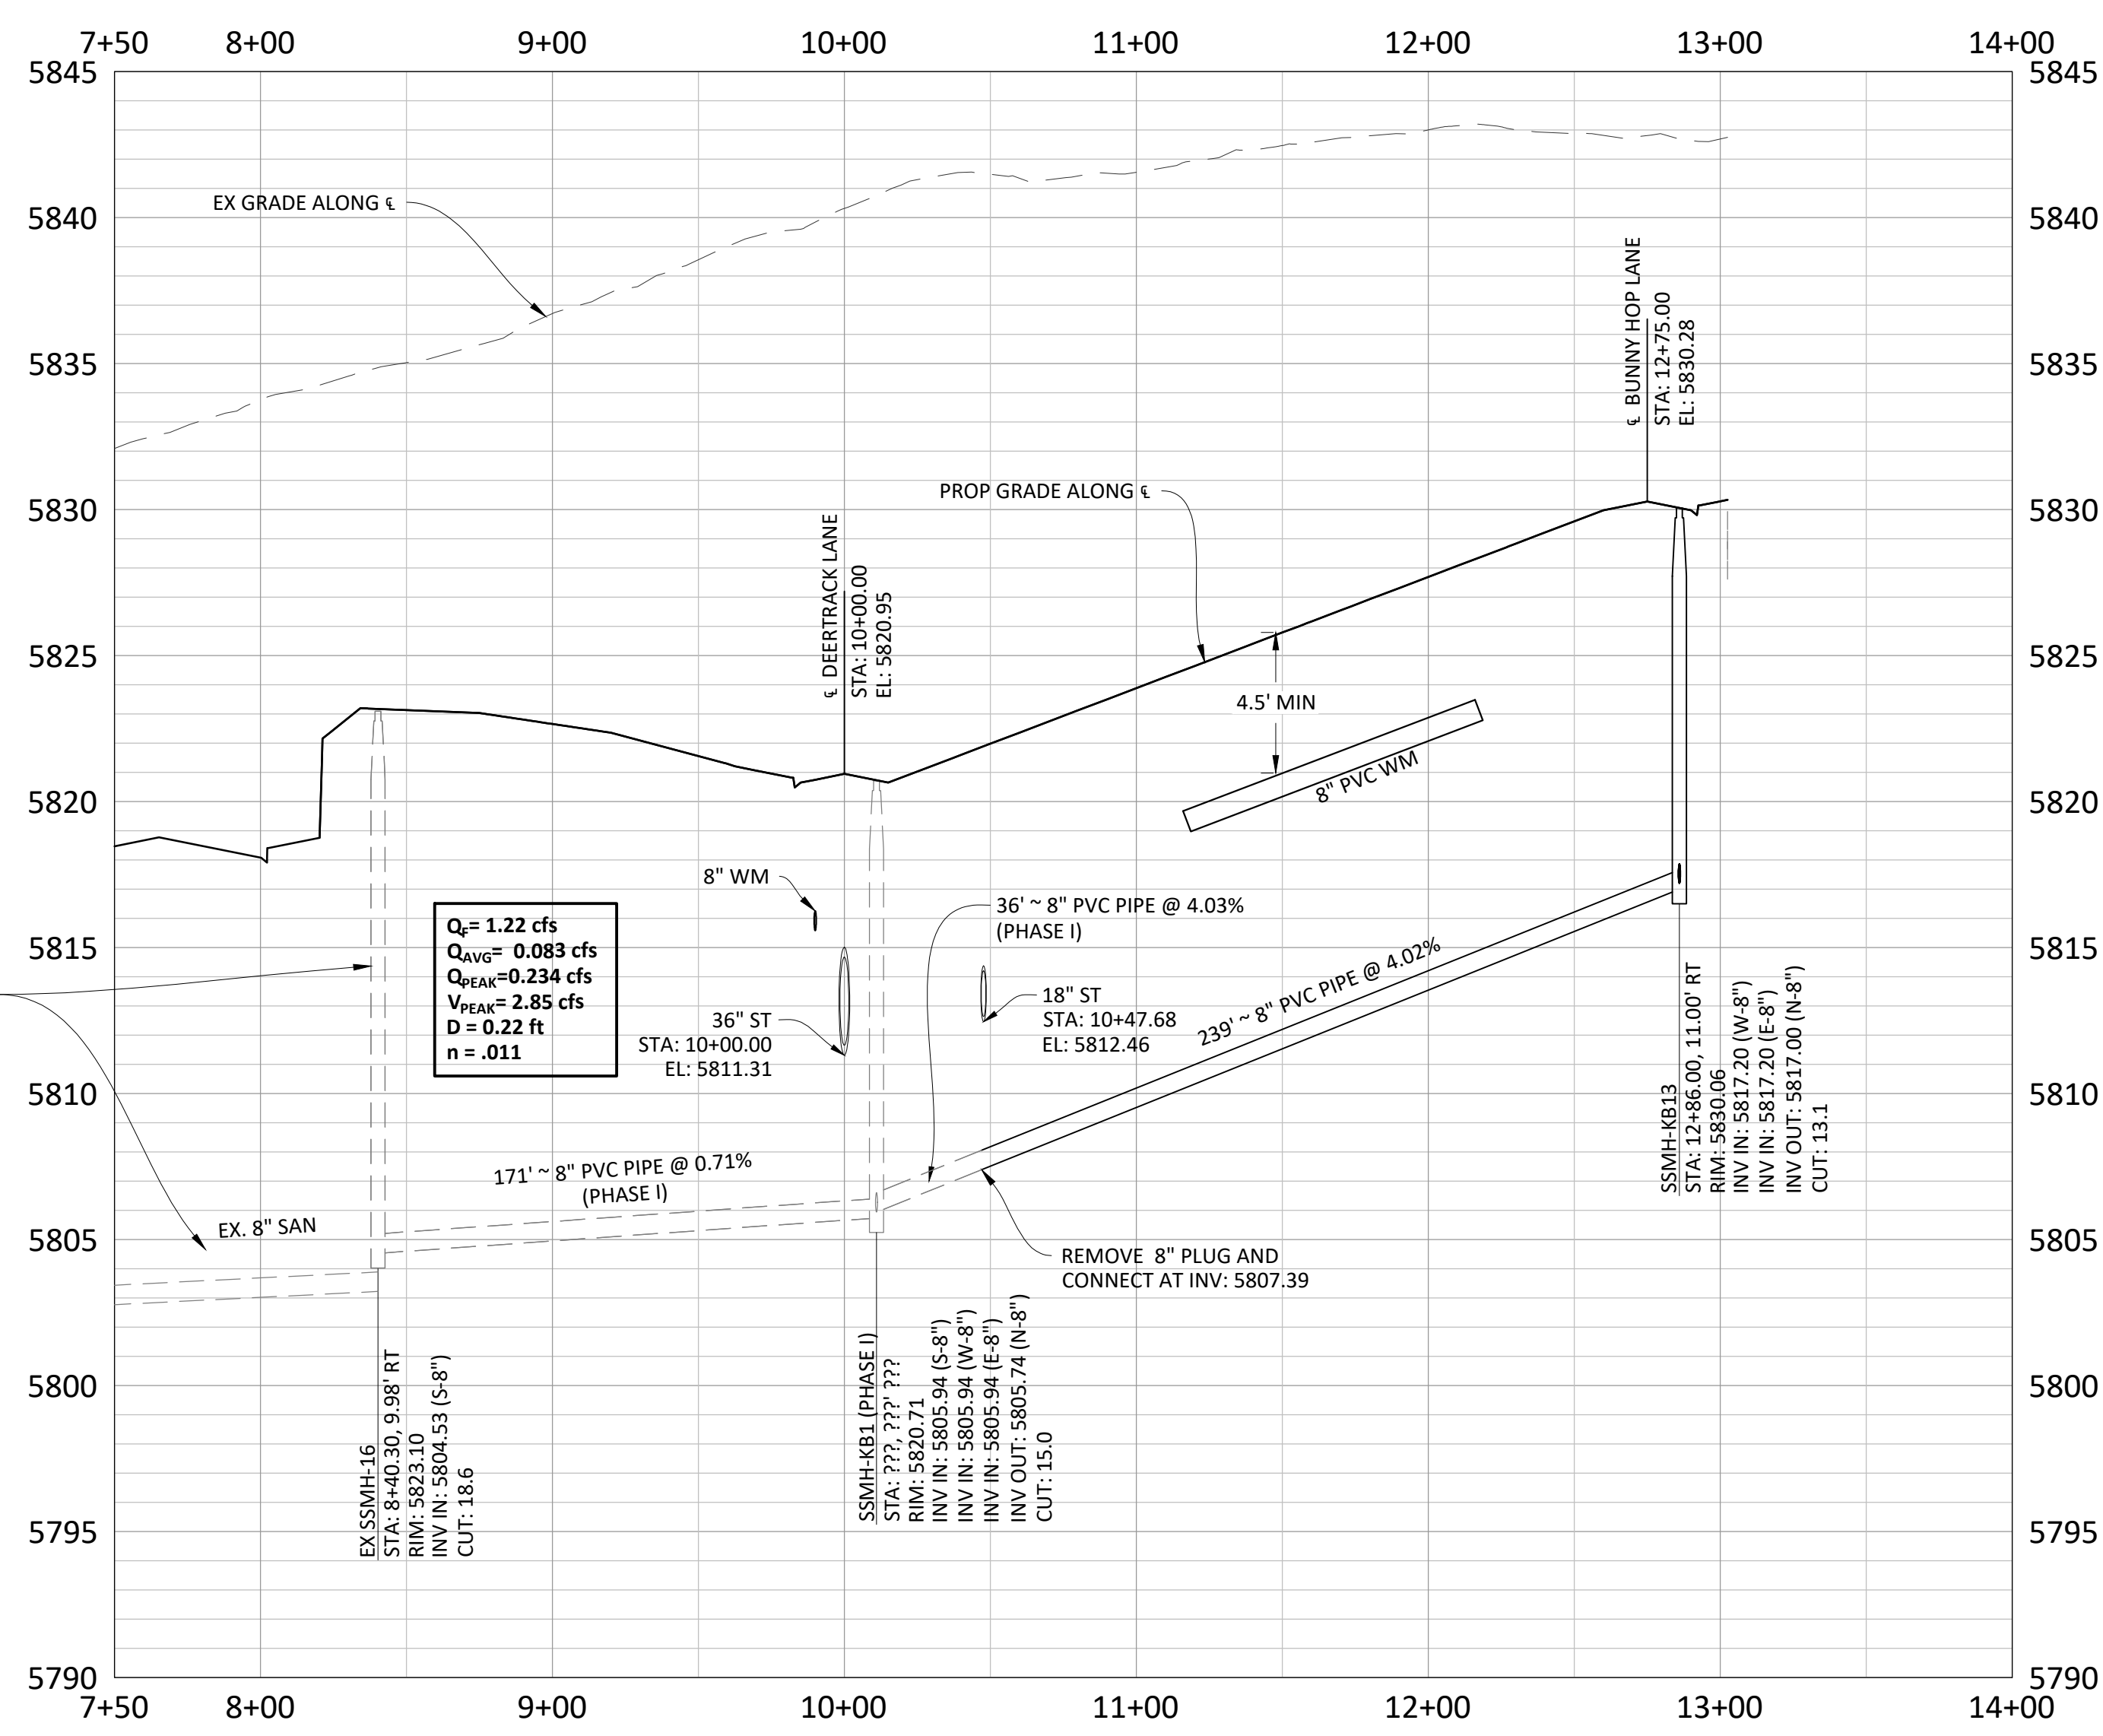 7+50 8+00 9+00 10+00 11+00 12+00 13+00 14+00
5845 5845
EX GRADE ALONG ℄
5840 5840
℄ BUNNY HOP LANE
STA: 12+75.00
EL: 5830.28
5835 5835
PROP GRADE ALONG ℄
5830 5830
℄ DEERTRACK LANE
STA: 10+00.00
EL: 5820.95
5825 5825
4.5' MIN
8" PVC WM
5820 5820
8" WM
36' ~ 8" PVC PIPE @ 4.03%
(PHASE I)
QF= 1.22 cfs
QAVG= 0.083 cfs
QPEAK=0.234 cfs
VPEAK= 2.85 cfs
D = 0.22 ft
n = .011
5815 5815
239' ~ 8" PVC PIPE @ 4.02%
36" ST
STA: 10+00.00
EL: 5811.31
18" ST
STA: 10+47.68
EL: 5812.46
5810 5810
SSMH-KB13
STA: 12+86.00, 11.00' RT
RIM: 5830.06
INV IN: 5817.20 (W-8")
INV IN: 5817.20 (E-8")
INV OUT: 5817.00 (N-8")
CUT: 13.1
171' ~ 8" PVC PIPE @ 0.71%
(PHASE I)
EX. 8" SAN
5805 5805
REMOVE 8" PLUG AND
CONNECT AT INV: 5807.39
EX SSMH-16
STA: 8+40.30, 9.98' RT
RIM: 5823.10
INV IN: 5804.53 (S-8")
CUT: 18.6
SSMH-KB1 (PHASE I)
STA: ???, ???' ???
RIM: 5820.71
INV IN: 5805.94 (S-8")
INV IN: 5805.94 (W-8")
INV IN: 5805.94 (E-8")
INV OUT: 5805.74 (N-8")
CUT: 15.0
5800 5800
5795 5795
5790 5790
7+50 8+00 9+00 10+00 11+00 12+00 13+00 14+00